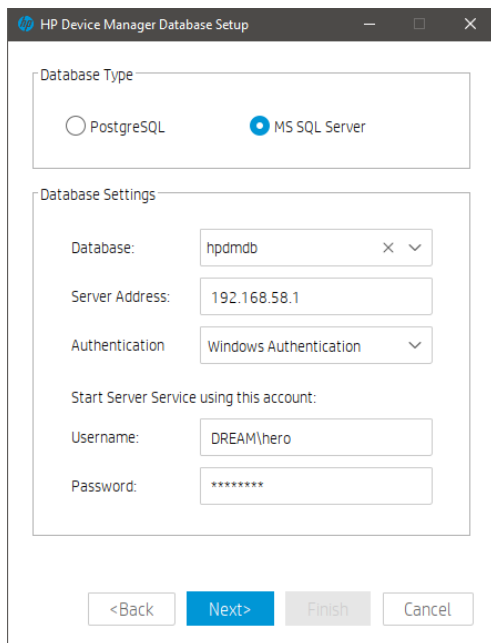 HP Device Manager Database Setup
Database Type
PostgreSQL
MS SQL Server
Database Settings
Database: hpdmdb
Server Address: 192.168.58.1
Authentication Windows Authentication
Start Server Service using this account:
Username: DREAM\hero
Password: ********
<Back Next> Finish Cancel